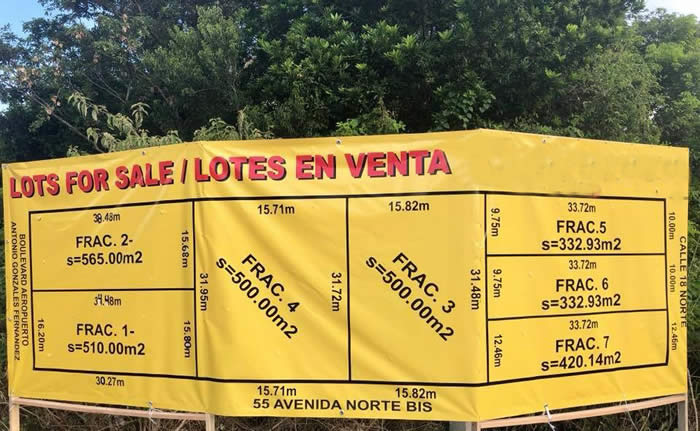 LOTS FOR SALE / LOTES EN VENTA
BOULEVARD AEROPUERTO
ANTONIO GONZALES FERNANDEZ
FRAC. 2-
s=565.00m2
15.68m
FRAC. 1-
s=510.00m2
16.20m
15.80m
30.27m
15.71m
31.95m
FRAC. 4
s=500.00m2
31.72m
15.71m
15.82m
FRAC. 3
s=500.00m2
31.48m
15.82m
33.72m
9.75m
FRAC.5
s=332.93m2
10.00m
33.72m
9.75m
FRAC. 6
s=332.93m2
10.00m
33.72m
12.46m
FRAC. 7
s=420.14m2
12.46m
CALLE 18 NORTE
55 AVENIDA NORTE BIS